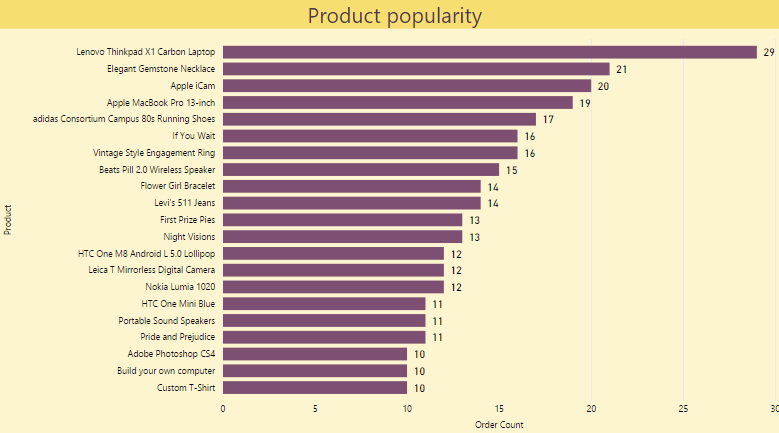 Product popularity
Product
Lenovo Thinkpad X1 Carbon Laptop 29
Elegant Gemstone Necklace 21
Apple iCam 20
Apple MacBook Pro 13-inch 19
adidas Consortium Campus 80s Running Shoes 17
If You Wait 16
Vintage Style Engagement Ring 16
Beats Pill 2.0 Wireless Speaker 15
Flower Girl Bracelet 14
Levi's 511 Jeans 14
First Prize Pies 13
Night Visions 13
HTC One M8 Android L 5.0 Lollipop 12
Leica T Mirrorless Digital Camera 12
Nokia Lumia 1020 12
HTC One Mini Blue 11
Portable Sound Speakers 11
Pride and Prejudice 11
Adobe Photoshop CS4 10
Build your own computer 10
Custom T-Shirt 10
0 5 10 15 20 25 30
Order Count